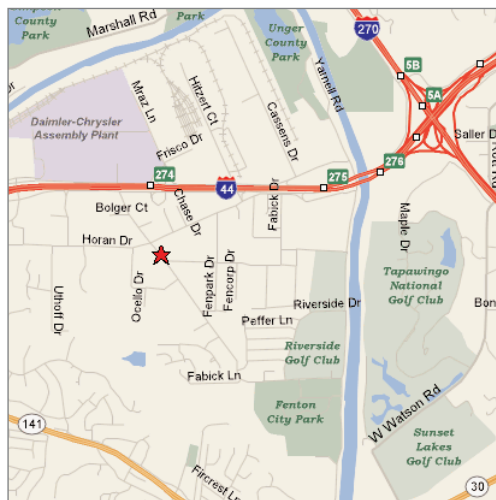 County
Park
Marshall Rd
Park
Unger
County
Park
270
5B
5A
Yarnell Rd
Hitzert Ct
Mraz Ln
Cassens Dr
Daimler-Chrysler
Assembly Plant
Frisco Dr
Saller
274
44
275
276
Bolger Ct
Chase Dr
Fabick Dr
Maple Dr
Horan Dr
Uthoff Dr
Ocello Dr
Fenpark Dr
Fencorp Dr
Tapawingo
National
Golf Club
Riverside Dr
Bon
Peffer Ln
Riverside
Golf Club
Fabick Ln
Fenton
City Park
W Watson Rd
141
Sunset
Lakes
Golf Club
Fircrest Ln
30